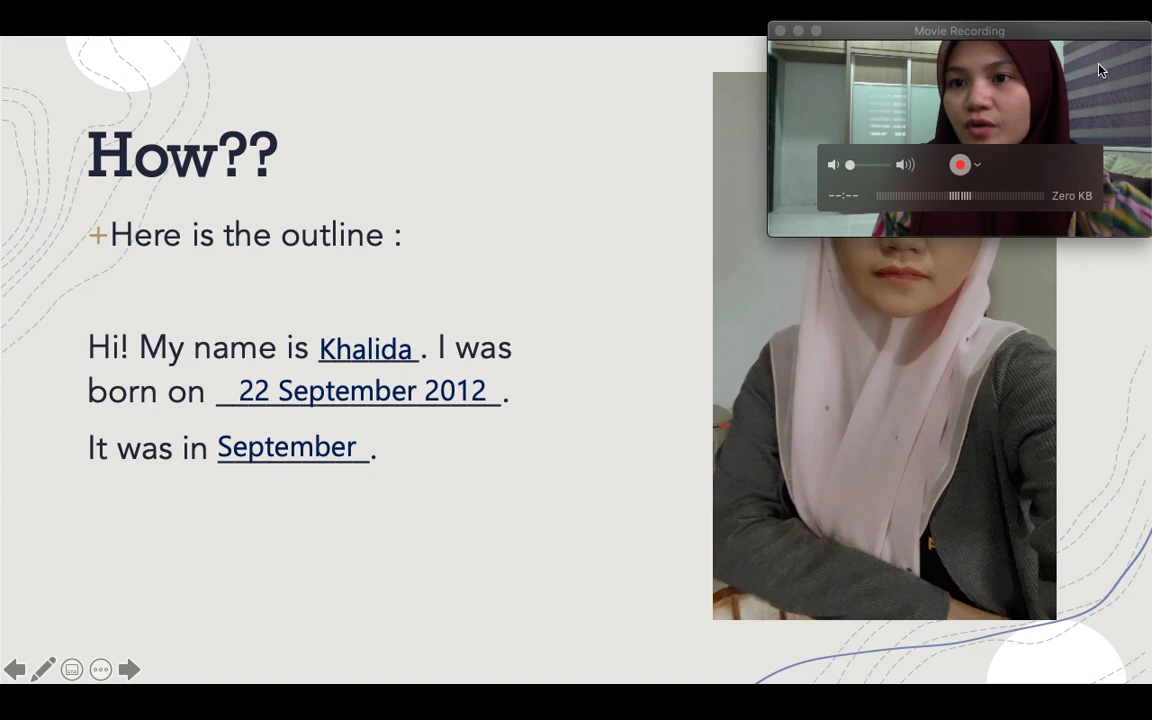 Movie Recording
How??
+Here is the outline :
Hi! My name is Khalida. I was
born on 22 September 2012.
It was in September.
--:--
Zero KB